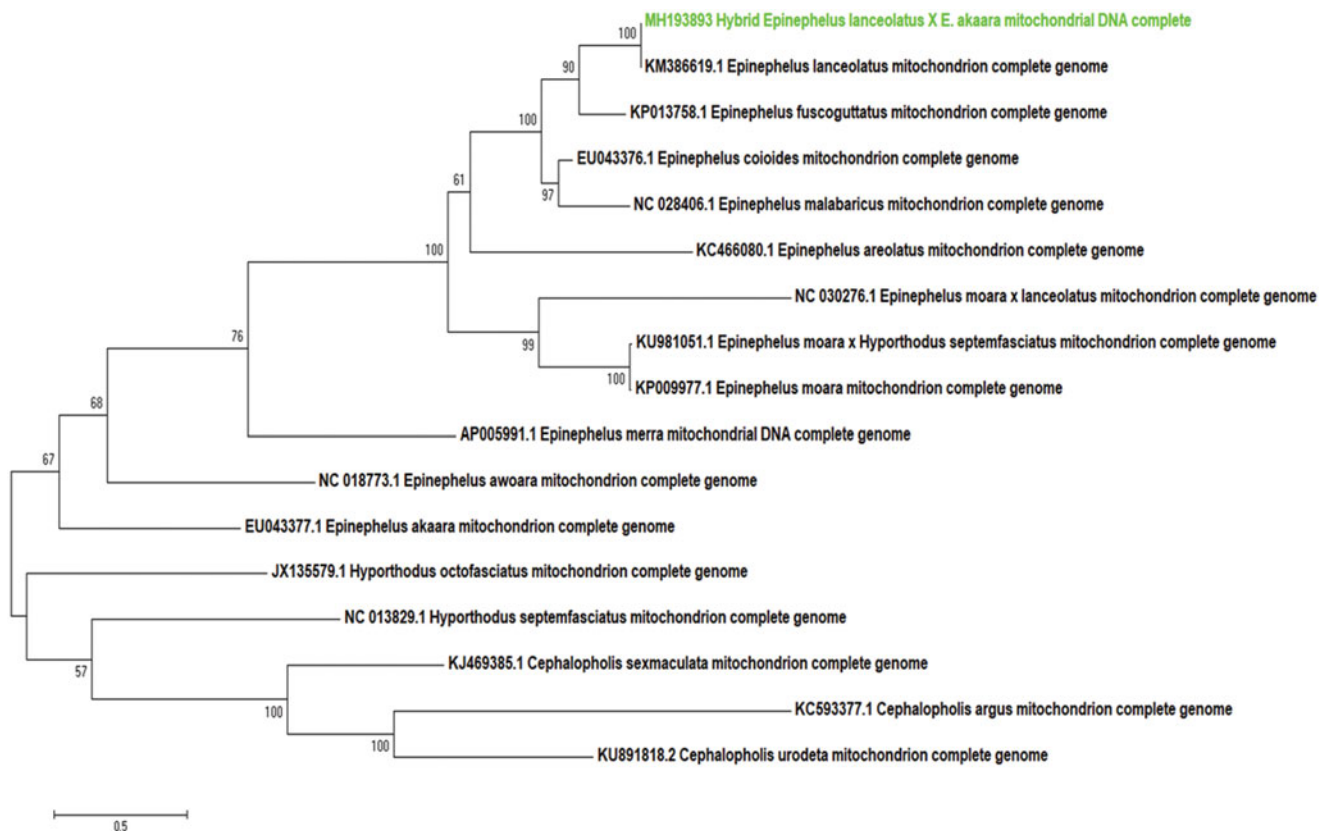 MH193893 Hybrid Epinephelus lanceolatus X E. akaara mitochondrial DNA complete
100
KM386619.1 Epinephelus lanceolatus mitochondrion complete genome
90
KP013758.1 Epinephelus fuscoguttatus mitochondrion complete genome
100
EU043376.1 Epinephelus coioides mitochondrion complete genome
97
NC 028406.1 Epinephelus malabaricus mitochondrion complete genome
61
KC466080.1 Epinephelus areolatus mitochondrion complete genome
100
NC 030276.1 Epinephelus moara x lanceolatus mitochondrion complete genome
99
KU981051.1 Epinephelus moara x Hyporthodus septemfasciatus mitochondrion complete genome
100
KP009977.1 Epinephelus moara mitochondrion complete genome
76
AP005991.1 Epinephelus merra mitochondrial DNA complete genome
68
NC 018773.1 Epinephelus awoara mitochondrion complete genome
67
EU043377.1 Epinephelus akaara mitochondrion complete genome
JX135579.1 Hyporthodus octofasciatus mitochondrion complete genome
NC 013829.1 Hyporthodus septemfasciatus mitochondrion complete genome
57
KJ469385.1 Cephalopholis sexmaculata mitochondrion complete genome
100
KC593377.1 Cephalopholis argus mitochondrion complete genome
100
KU891818.2 Cephalopholis urodeta mitochondrion complete genome
0.5